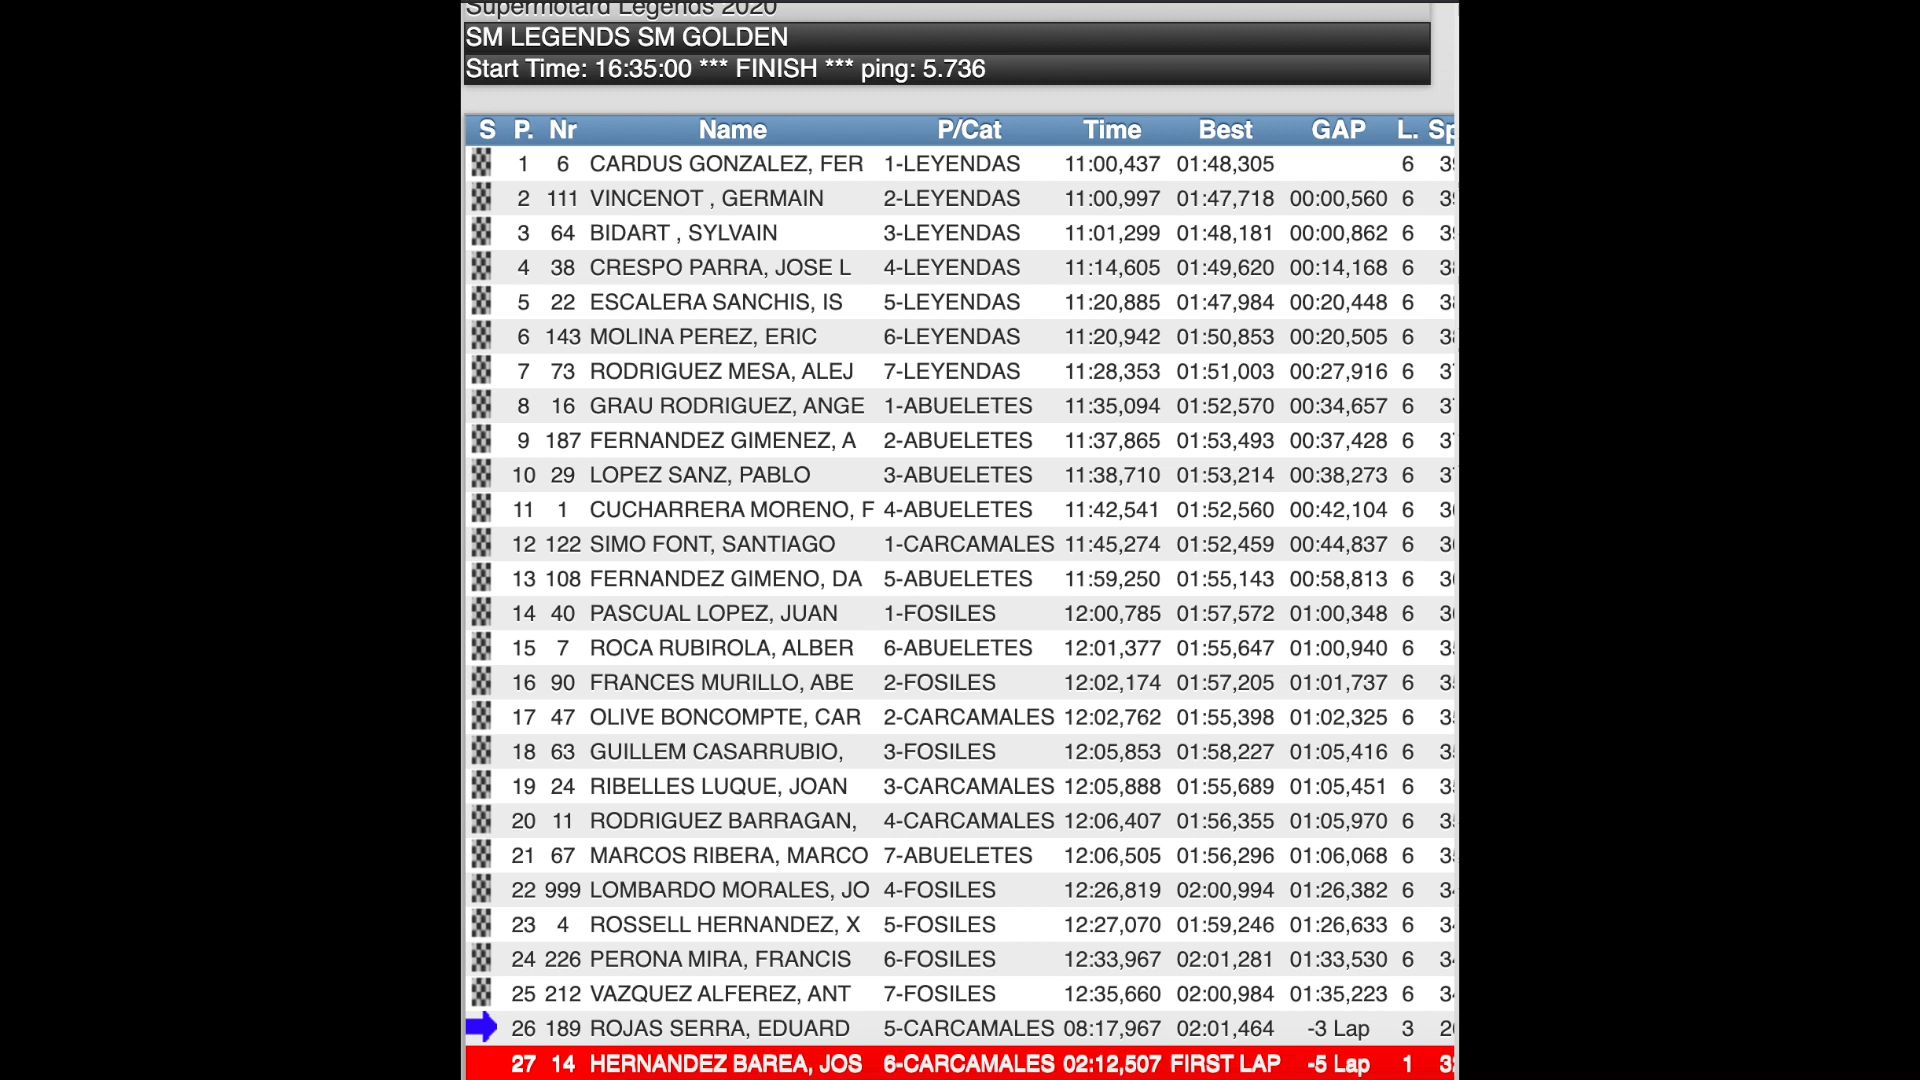 Supermotard Legends 2020
SM LEGENDS SM GOLDEN
Start Time: 16:35:00 *** FINISH *** ping: 5.736
S P. Nr Name P/Cat Time Best GAP L. Sp
1 6 CARDUS GONZALEZ, FER 1-LEYENDAS 11:00,437 01:48,305 6
2 111 VINCENOT , GERMAIN 2-LEYENDAS 11:00,997 01:47,718 00:00,560 6
3 64 BIDART , SYLVAIN 3-LEYENDAS 11:01,299 01:48,181 00:00,862 6
4 38 CRESPO PARRA, JOSE L 4-LEYENDAS 11:14,605 01:49,620 00:14,168 6
5 22 ESCALERA SANCHIS, IS 5-LEYENDAS 11:20,885 01:47,984 00:20,448 6
6 143 MOLINA PEREZ, ERIC 6-LEYENDAS 11:20,942 01:50,853 00:20,505 6
7 73 RODRIGUEZ MESA, ALEJ 7-LEYENDAS 11:28,353 01:51,003 00:27,916 6
8 16 GRAU RODRIGUEZ, ANGE 1-ABUELETES 11:35,094 01:52,570 00:34,657 6
9 187 FERNANDEZ GIMENEZ, A 2-ABUELETES 11:37,865 01:53,493 00:37,428 6
10 29 LOPEZ SANZ, PABLO 3-ABUELETES 11:38,710 01:53,214 00:38,273 6
11 1 CUCHARRERA MORENO, F 4-ABUELETES 11:42,541 01:52,560 00:42,104 6
12 122 SIMO FONT, SANTIAGO 1-CARCAMALES 11:45,274 01:52,459 00:44,837 6
13 108 FERNANDEZ GIMENO, DA 5-ABUELETES 11:59,250 01:55,143 00:58,813 6
14 40 PASCUAL LOPEZ, JUAN 1-FOSILES 12:00,785 01:57,572 01:00,348 6
15 7 ROCA RUBIROLA, ALBER 6-ABUELETES 12:01,377 01:55,647 01:00,940 6
16 90 FRANCES MURILLO, ABE 2-FOSILES 12:02,174 01:57,205 01:01,737 6
17 47 OLIVE BONCOMPTE, CAR 2-CARCAMALES 12:02,762 01:55,398 01:02,325 6
18 63 GUILLEM CASARRUBIO, 3-FOSILES 12:05,853 01:58,227 01:05,416 6
19 24 RIBELLES LUQUE, JOAN 3-CARCAMALES 12:05,888 01:55,689 01:05,451 6
20 11 RODRIGUEZ BARRAGAN, 4-CARCAMALES 12:06,407 01:56,355 01:05,970 6
21 67 MARCOS RIBERA, MARCO 7-ABUELETES 12:06,505 01:56,296 01:06,068 6
22 999 LOMBARDO MORALES, JO 4-FOSILES 12:26,819 02:00,994 01:26,382 6
23 4 ROSSELL HERNANDEZ, X 5-FOSILES 12:27,070 01:59,246 01:26,633 6
24 226 PERONA MIRA, FRANCIS 6-FOSILES 12:33,967 02:01,281 01:33,530 6
25 212 VAZQUEZ ALFEREZ, ANT 7-FOSILES 12:35,660 02:00,984 01:35,223 6
26 189 ROJAS SERRA, EDUARD 5-CARCAMALES 08:17,967 02:01,464 -3 Lap 3
27 14 HERNANDEZ BAREA, JOS 6-CARCAMALES 02:12,507 FIRST LAP -5 Lap 1